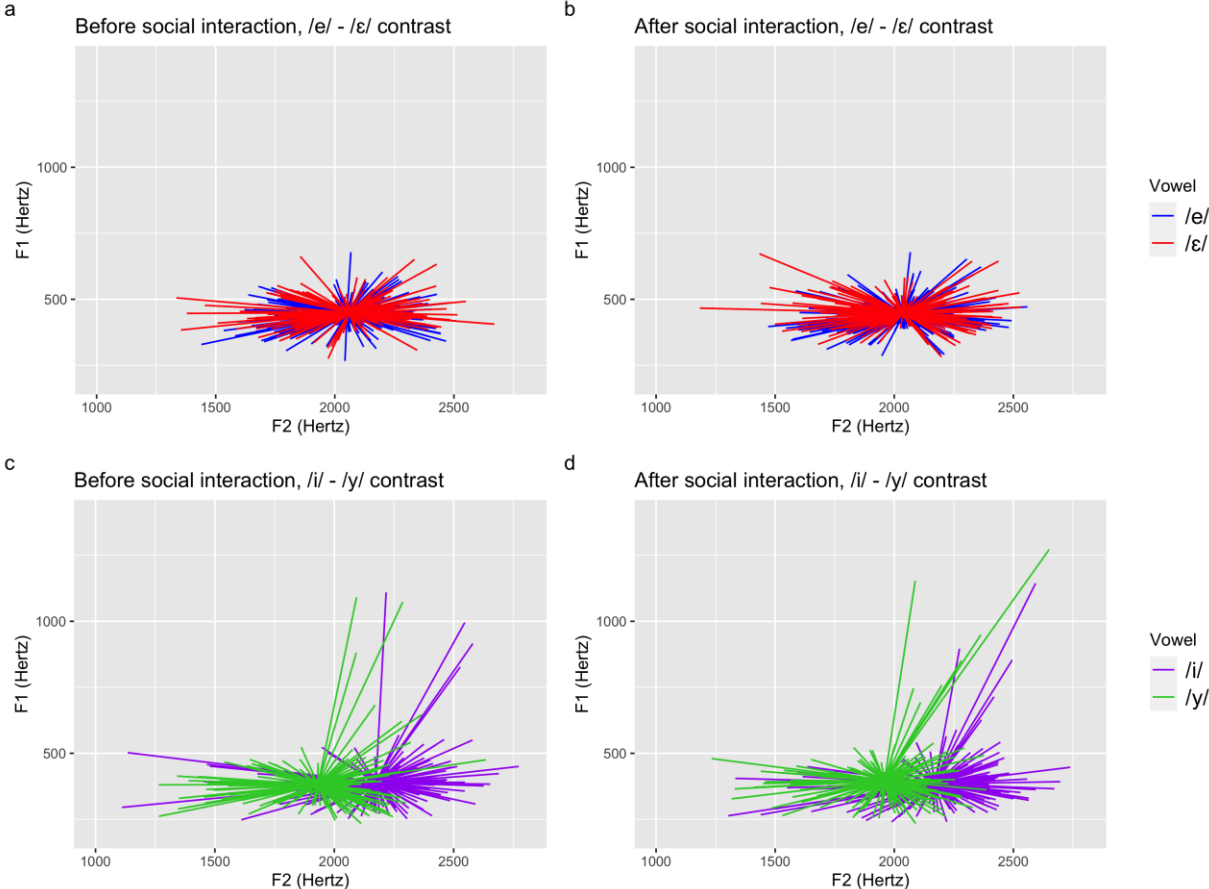 a
Before social interaction, /e/ - /ɛ/ contrast
F1 (Hertz)
1000
500
1000 1500 2000 2500
F2 (Hertz)
b
After social interaction, /e/ - /ɛ/ contrast
F1 (Hertz)
1000
500
1000 1500 2000 2500
F2 (Hertz)
Vowel
/e/
/ɛ/
c
Before social interaction, /i/ - /y/ contrast
F1 (Hertz)
1000
500
1000 1500 2000 2500
F2 (Hertz)
d
After social interaction, /i/ - /y/ contrast
F1 (Hertz)
1000
500
1000 1500 2000 2500
F2 (Hertz)
Vowel
/i/
/y/